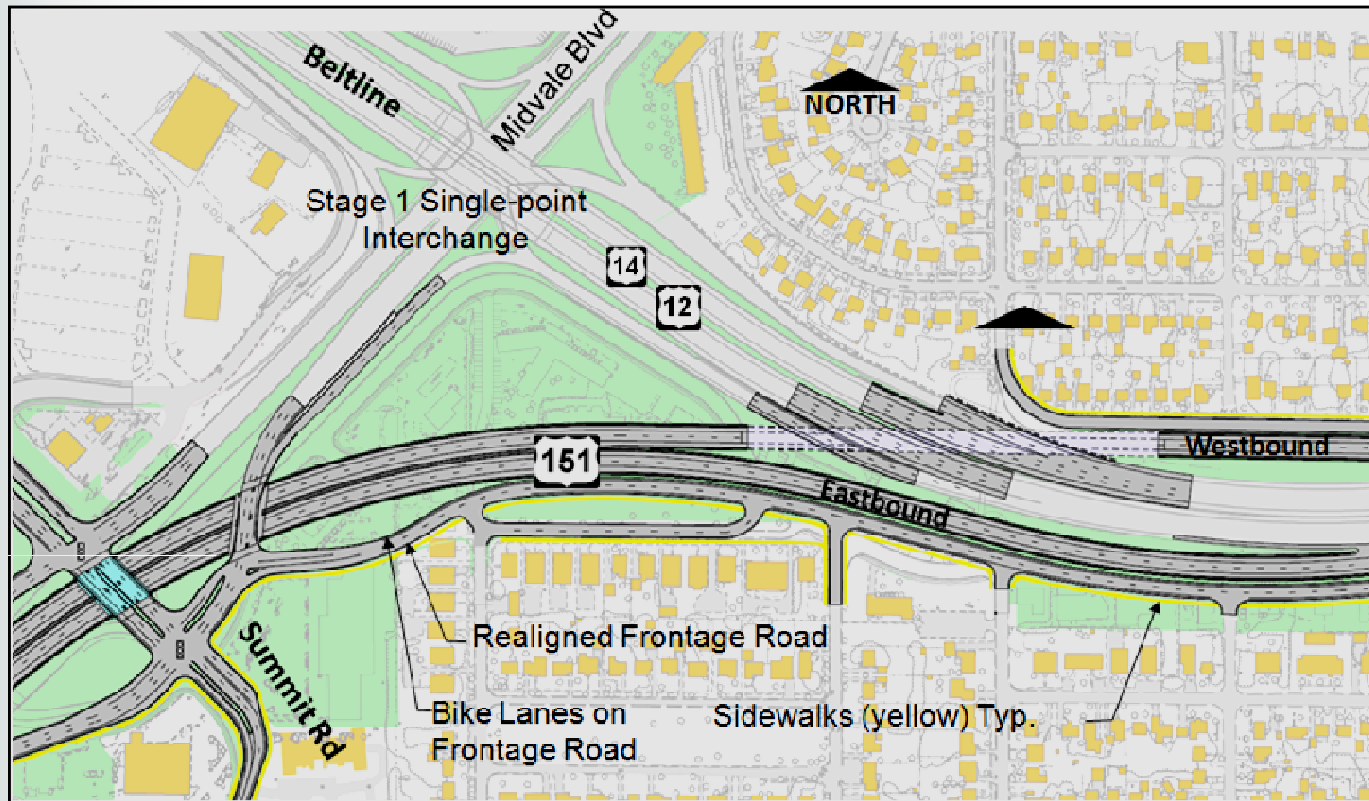 Beltline
Midvale Blvd
NORTH
Stage 1 Single-point
Interchange
14
12
151
Westbound
Eastbound
Summit Rd
Realigned Frontage Road
Bike Lanes on
Frontage Road
Sidewalks (yellow) Typ.